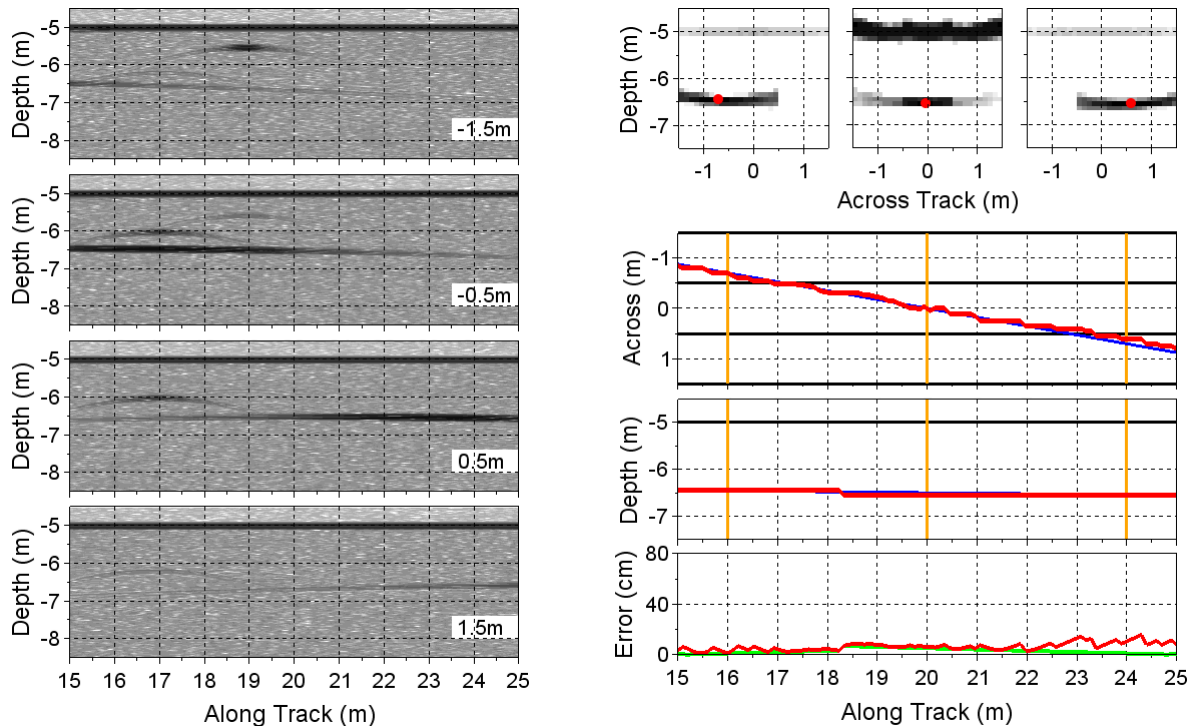 -5
-6
-7
-8
Depth (m)
-1.5m
-5
-6
-7
-8
Depth (m)
-0.5m
-5
-6
-7
-8
Depth (m)
0.5m
-5
-6
-7
-8
Depth (m)
1.5m
15 16 17 18 19 20 21 22 23 24 25
Along Track (m)
-5
-6
-7
Depth (m)
-1 0 1 -1 0 1 -1 0 1
Across Track (m)
-1
0
1
Across (m)
-5
-6
-7
Depth (m)
80
40
0
Error (cm)
15 16 17 18 19 20 21 22 23 24 25
Along Track (m)